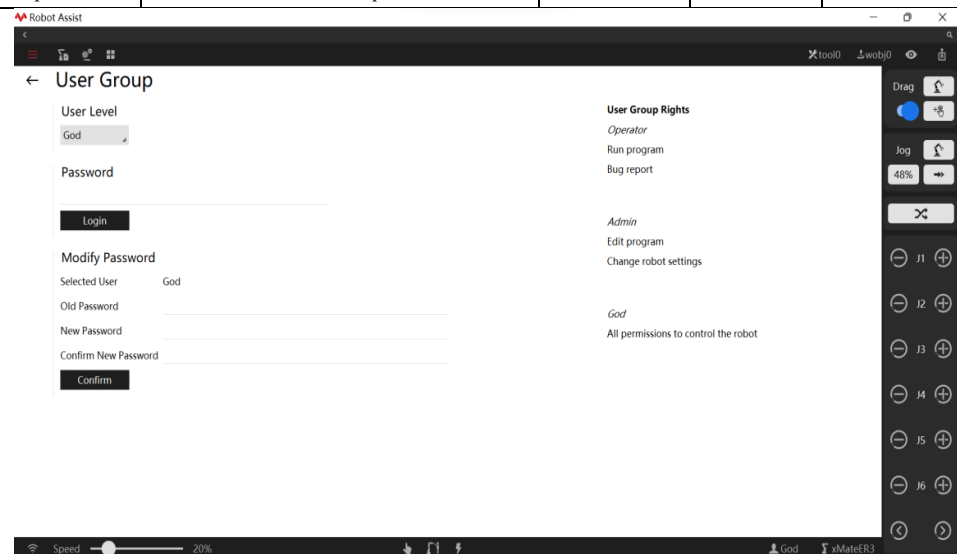 Robot Assist
tool0 wobj0
User Group
User Level
God
Password
Login
Modify Password
Selected User God
Old Password
New Password
Confirm New Password
Confirm
User Group Rights
Operator
Run program
Bug report
Admin
Edit program
Change robot settings
God
All permissions to control the robot
Drag
Jog
48%
J1
J2
J3
J4
J5
J6
Speed 20% God xMateER3